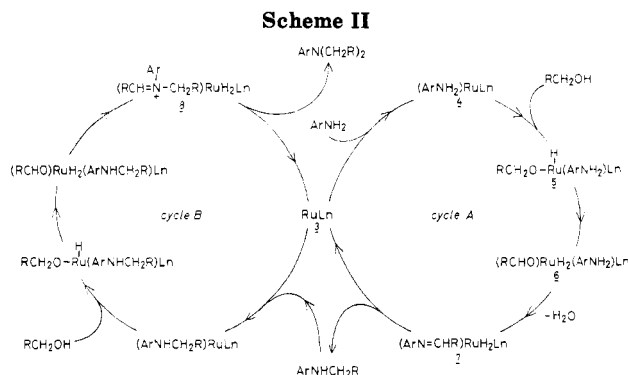 Scheme II
ArN(CH2R)2
Ar
(RCH=N–CH2R)RuH2Ln
+
8
(ArNH2)RuLn
4
RCH2OH
ArNH2
H
RCH2O–Ru(ArNH2)Ln
5
(RCHO)RuH2(ArNHCH2R)Ln
cycle B
RuLn
3
cycle A
H
RCH2O–Ru(ArNHCH2R)Ln
(RCHO)RuH2(ArNH2)Ln
6
–H2O
RCH2OH
(ArNHCH2R)RuLn
(ArN=CHR)RuH2Ln
7
ArNHCH2R